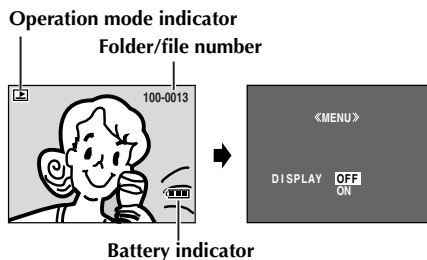 Operation mode indicator
Folder/file number
100-0013
《MENU》
DISPLAY OFF
ON
Battery indicator